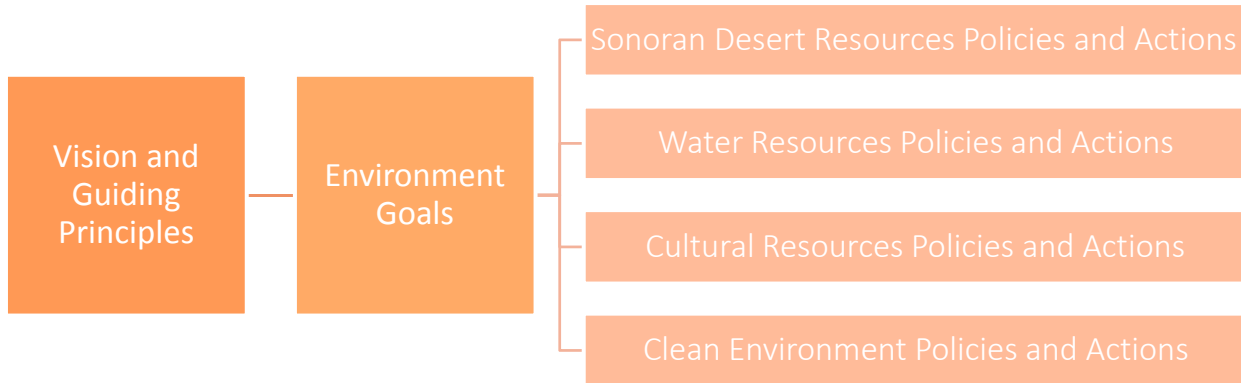 Vision and
Guiding
Principles
Environment
Goals
Sonoran Desert Resources Policies and Actions
Water Resources Policies and Actions
Cultural Resources Policies and Actions
Clean Environment Policies and Actions